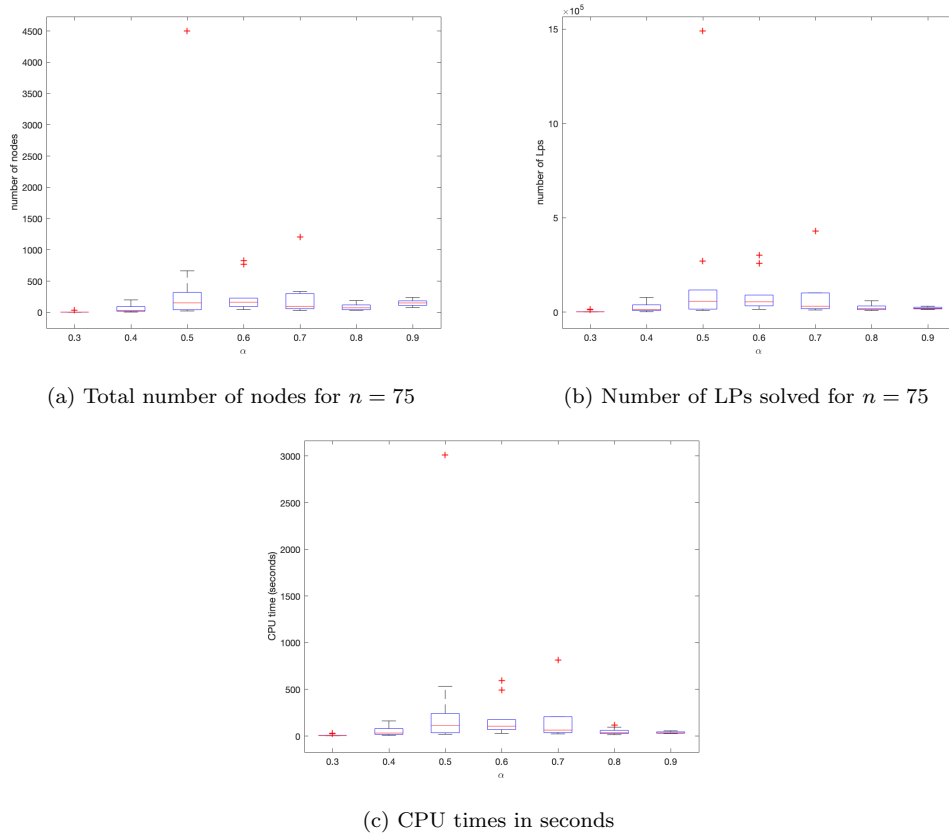 4500
4000
3500
3000
2500
2000
1500
1000
500
0
number of nodes
0.3 0.4 0.5 0.6 0.7 0.8 0.9
α
(a) Total number of nodes for n = 75
×10⁵
15
10
5
0
number of Lps
0.3 0.4 0.5 0.6 0.7 0.8 0.9
α
(b) Number of LPs solved for n = 75
3000
2500
2000
1500
1000
500
0
CPU time (seconds)
0.3 0.4 0.5 0.6 0.7 0.8 0.9
α
(c) CPU times in seconds